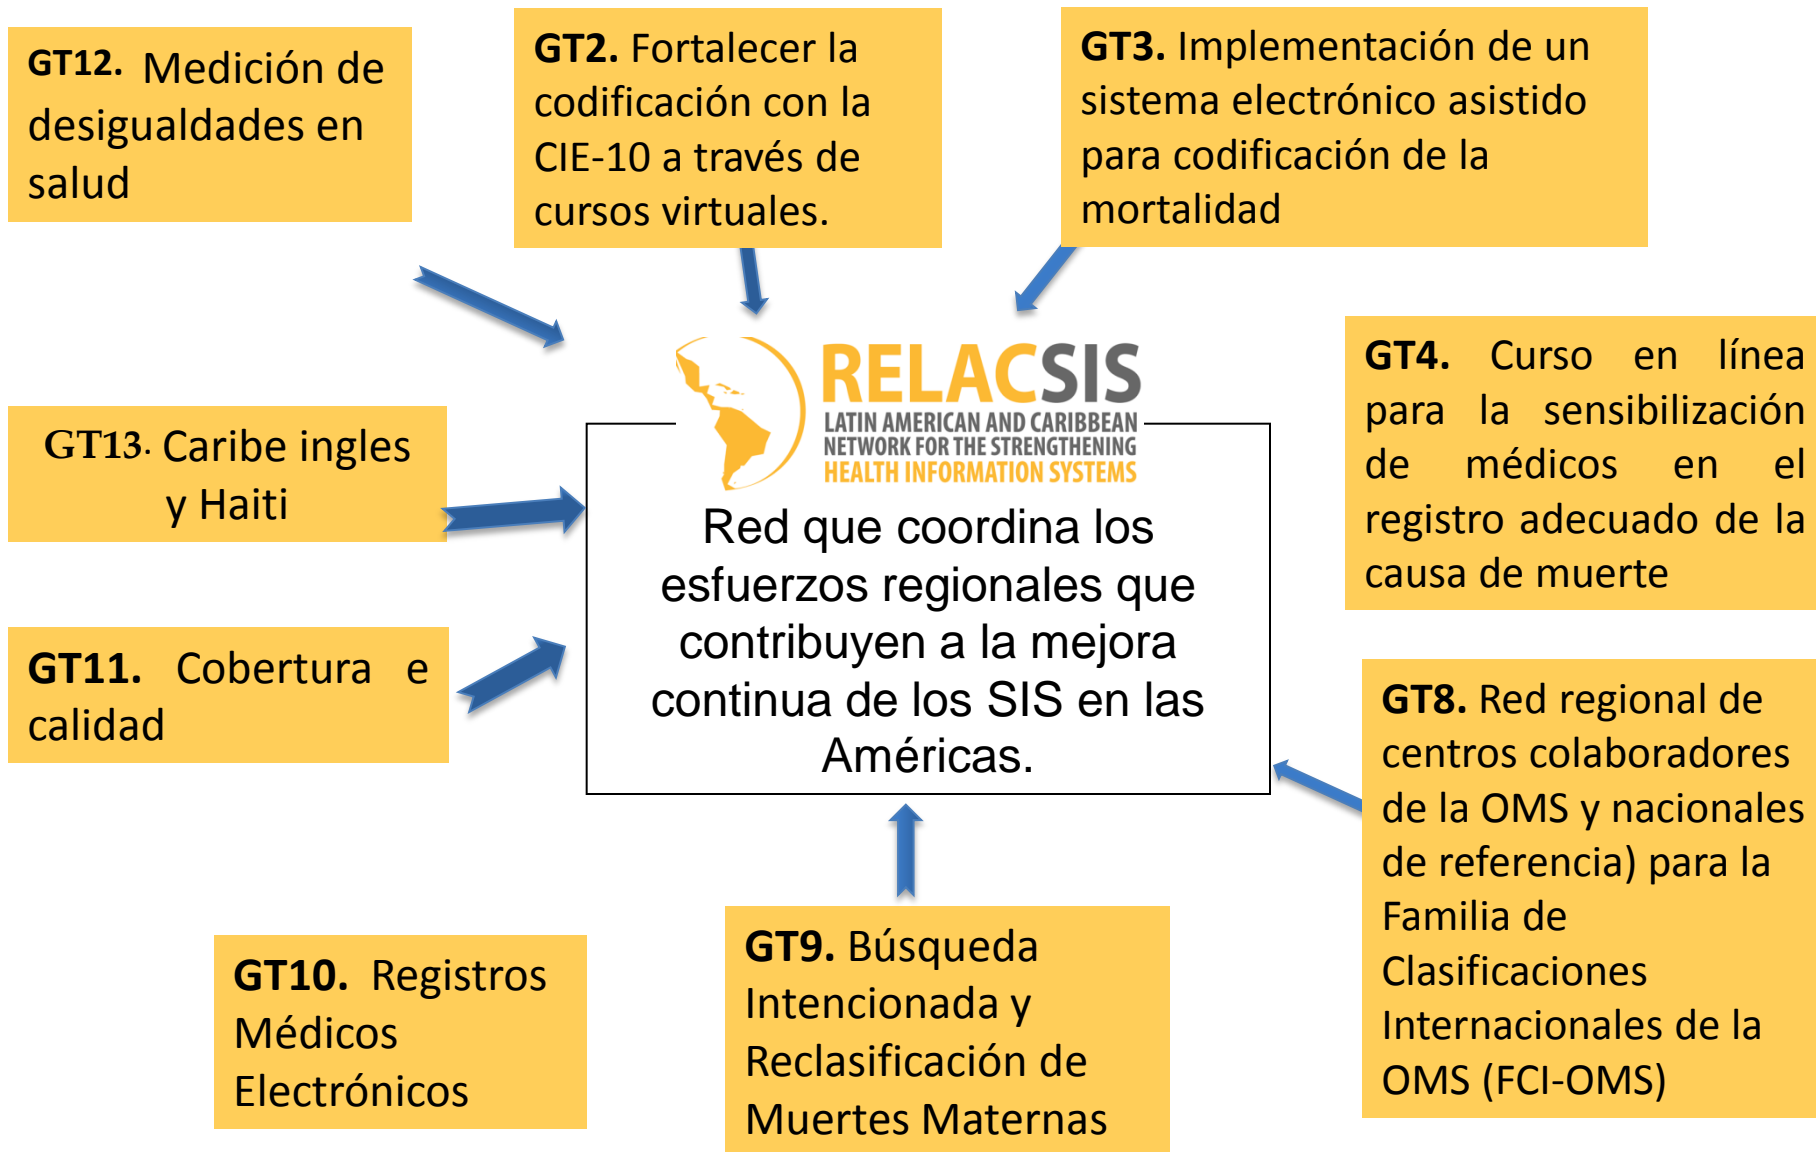 GT12. Medición de
desigualdades en
salud
GT2. Fortalecer la
codificación con la
CIE-10 a través de
cursos virtuales.
GT3. Implementación de un
sistema electrónico asistido
para codificación de la
mortalidad
GT4. Curso en línea
para la sensibilización
de médicos en el
registro adecuado de la
causa de muerte
RELACSIS
LATIN AMERICAN AND CARIBBEAN
NETWORK FOR THE STRENGTHENING
HEALTH INFORMATION SYSTEMS
Red que coordina los
esfuerzos regionales que
contribuyen a la mejora
continua de los SIS en las
Américas.
GT13. Caribe ingles
y Haiti
GT11. Cobertura e
calidad
GT8. Red regional de
centros colaboradores
de la OMS y nacionales
de referencia) para la
Familia de
Clasificaciones
Internacionales de la
OMS (FCI-OMS)
GT10. Registros
Médicos
Electrónicos
GT9. Búsqueda
Intencionada y
Reclasificación de
Muertes Maternas